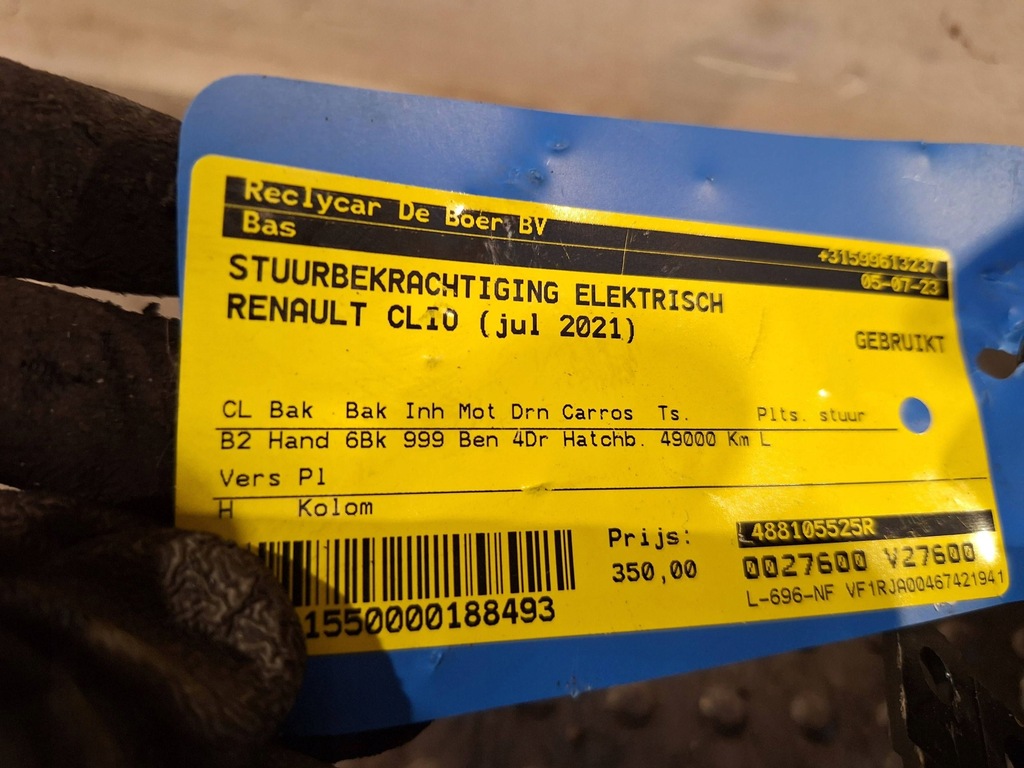 Reclycar De Boer BV
+31599613237
Bas
05-07-23
STUURBEKRACHTIGING ELEKTRISCH
RENAULT CLIO (jul 2021)
GEBRUIKT
CL Bak Bak Inh Mot Drn Carros Ts. Plts. stuur
B2 Hand 6Bk 999 Ben 4Dr Hatchb. 49000 Km L
Vers Pl
H Kolom
Prijs:
488105525R
350,00
0027600 V27600
L-696-NF VF1RJA00467421941
1550000188493